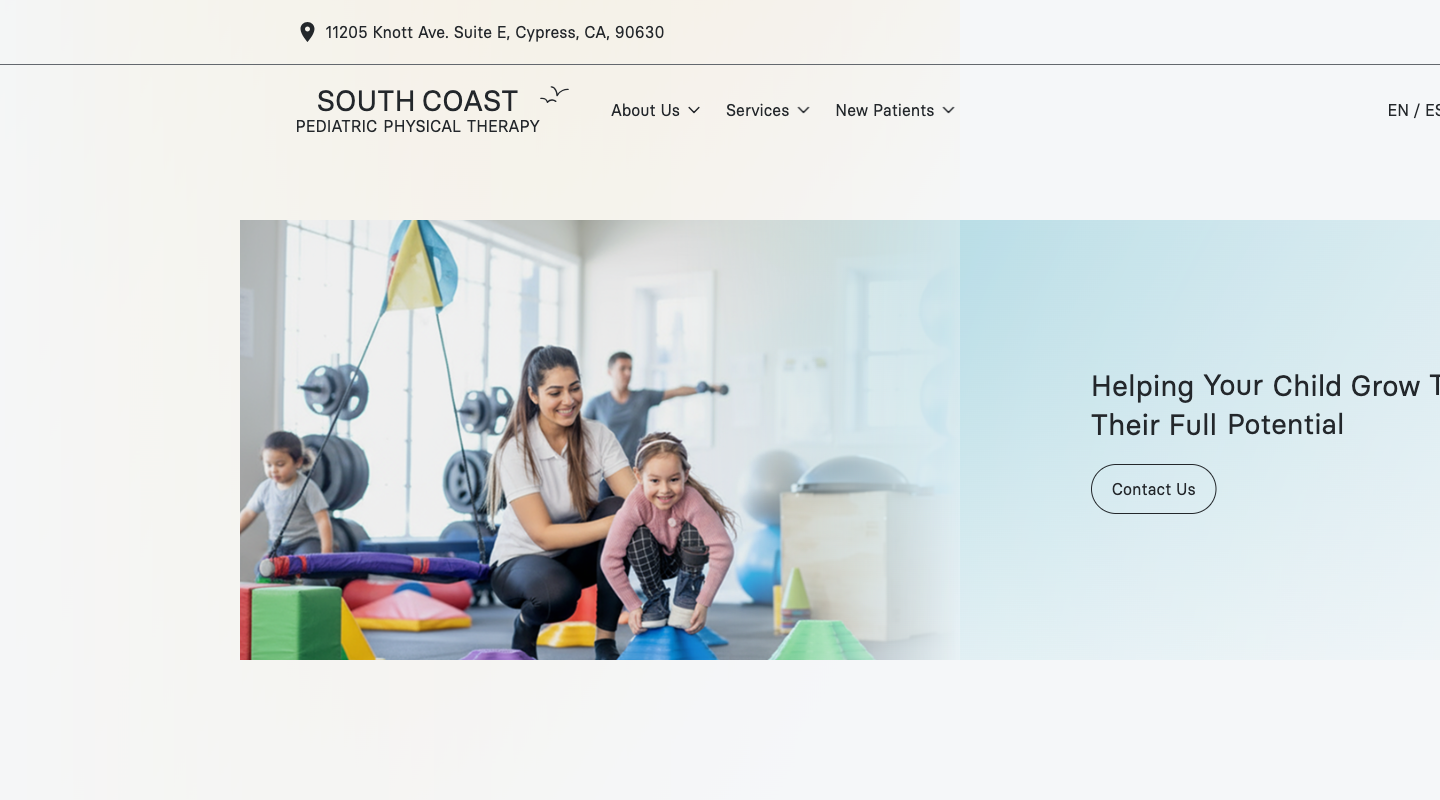 11205 Knott Ave. Suite E, Cypress, CA, 90630
SOUTH COAST
PEDIATRIC PHYSICAL THERAPY
About Us
Services
New Patients
EN / ES
Helping Your Child Grow T
Their Full Potential
Contact Us